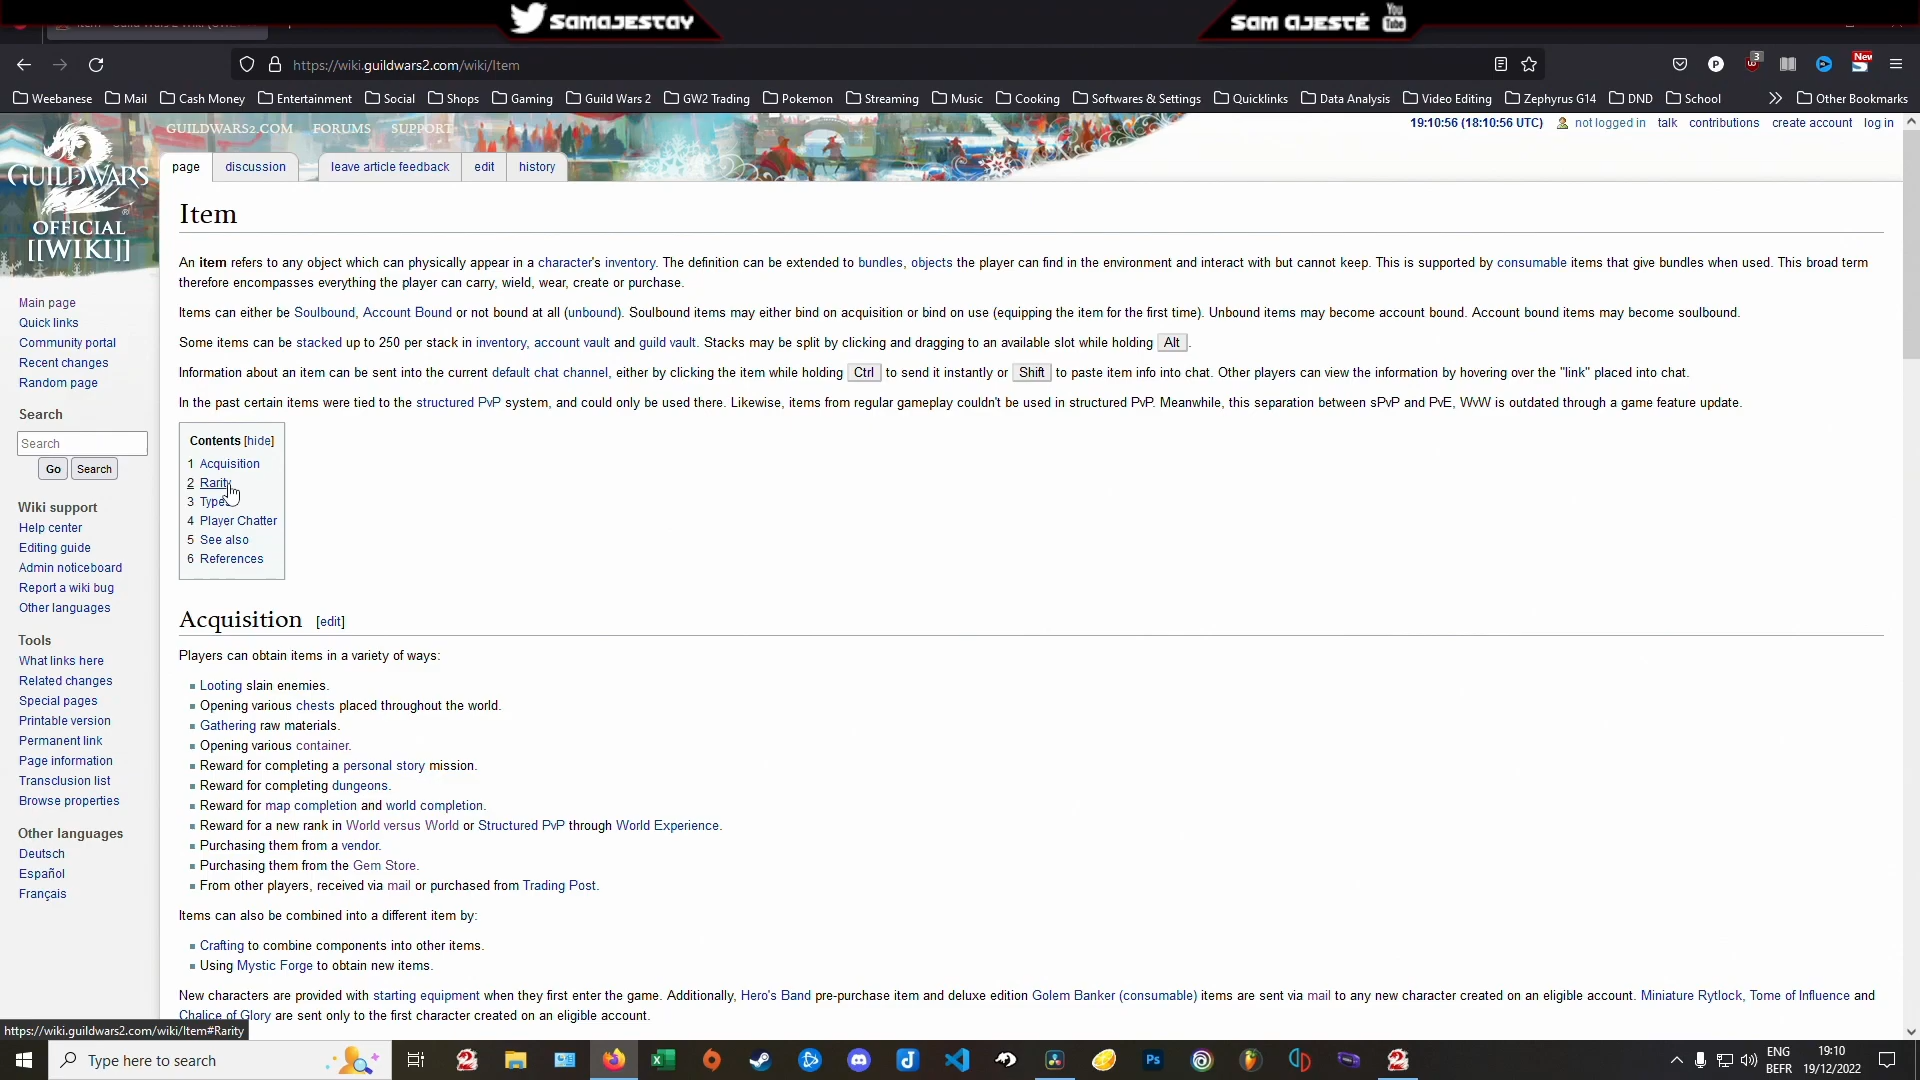 Samajestay
Sam Ajesté You Tube
https://wiki.guildwars2.com/wiki/Item
3
New
Weebanese Mail Cash Money Entertainment Social Shops Gaming Guild Wars 2 GW2 Trading Pokemon Streaming Music Cooking Softwares & Settings Quicklinks Data Analysis Video Editing Zephyrus G14 DND School Other Bookmarks
GUILDWARS2.COM FORUMS SUPPORT
19:10:56 (18:10:56 UTC) not logged in talk contributions create account log in
page discussion leave article feedback edit history
GUILDWARS
OFFICIAL
[[WIKI]]
Item
An item refers to any object which can physically appear in a character's inventory. The definition can be extended to bundles, objects the player can find in the environment and interact with but cannot keep. This is supported by consumable items that give bundles when used. This broad term
therefore encompasses everything the player can carry, wield, wear, create or purchase.
Items can either be Soulbound, Account Bound or not bound at all (unbound). Soulbound items may either bind on acquisition or bind on use (equipping the item for the first time). Unbound items may become account bound. Account bound items may become soulbound.
Some items can be stacked up to 250 per stack in inventory, account vault and guild vault. Stacks may be split by clicking and dragging to an available slot while holding Alt.
Information about an item can be sent into the current default chat channel, either by clicking the item while holding Ctrl to send it instantly or Shift to paste item info into chat. Other players can view the information by hovering over the "link" placed into chat.
In the past certain items were tied to the structured PvP system, and could only be used there. Likewise, items from regular gameplay couldn't be used in structured PvP. Meanwhile, this separation between sPvP and PvE, WvW is outdated through a game feature update.
Contents [hide]
1 Acquisition
2 Rarity
3 Types
4 Player Chatter
5 See also
6 References
Acquisition [edit]
Players can obtain items in a variety of ways:
Looting slain enemies.
Opening various chests placed throughout the world.
Gathering raw materials.
Opening various container.
Reward for completing a personal story mission.
Reward for completing dungeons.
Reward for map completion and world completion.
Reward for a new rank in World versus World or Structured PvP through World Experience.
Purchasing them from a vendor.
Purchasing them from the Gem Store.
From other players, received via mail or purchased from Trading Post.
Items can also be combined into a different item by:
Crafting to combine components into other items.
Using Mystic Forge to obtain new items.
New characters are provided with starting equipment when they first enter the game. Additionally, Hero's Band pre-purchase item and deluxe edition Golem Banker (consumable) items are sent via mail to any new character created on an eligible account. Miniature Rytlock, Tome of Influence and
Chalice of Glory are sent only to the first character created on an eligible account.
Main page
Quick links
Community portal
Recent changes
Random page
Search
Search
Go Search
Wiki support
Help center
Editing guide
Admin noticeboard
Report a wiki bug
Other languages
Tools
What links here
Related changes
Special pages
Printable version
Permanent link
Page information
Transclusion list
Browse properties
Other languages
Deutsch
Español
Français
https://wiki.guildwars2.com/wiki/Item#Rarity
Type here to search
Ps
ENG
BEFR
19:10
19/12/2022